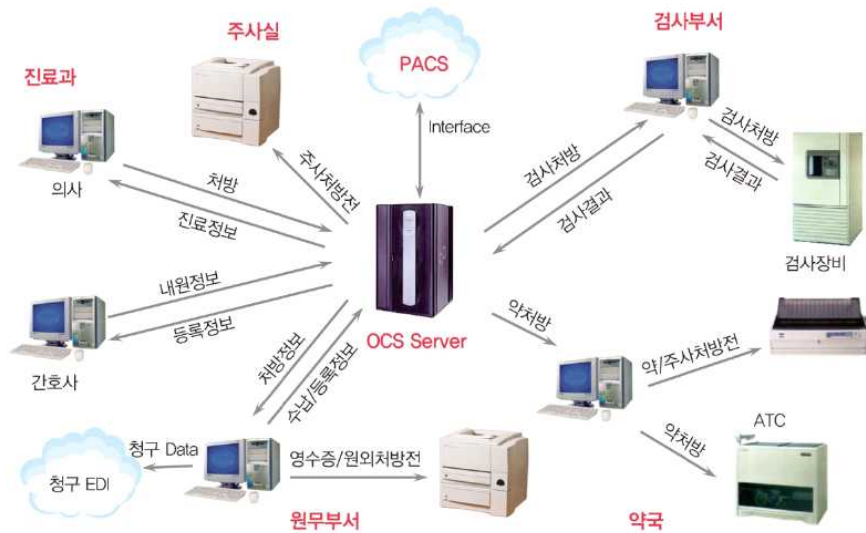 주사실
검사부서
진료과
PACS
Interface
의사
처방
진료정보
주사처방전
검사처방
검사결과
검사처방
검사결과
검사장비
내원정보
등록정보
간호사
OCS Server
처방정보
수납/등록정보
약처방
약/주사처방전
약처방
ATC
청구 Data
청구 EDI
영수증/원외처방전
원무부서
약국